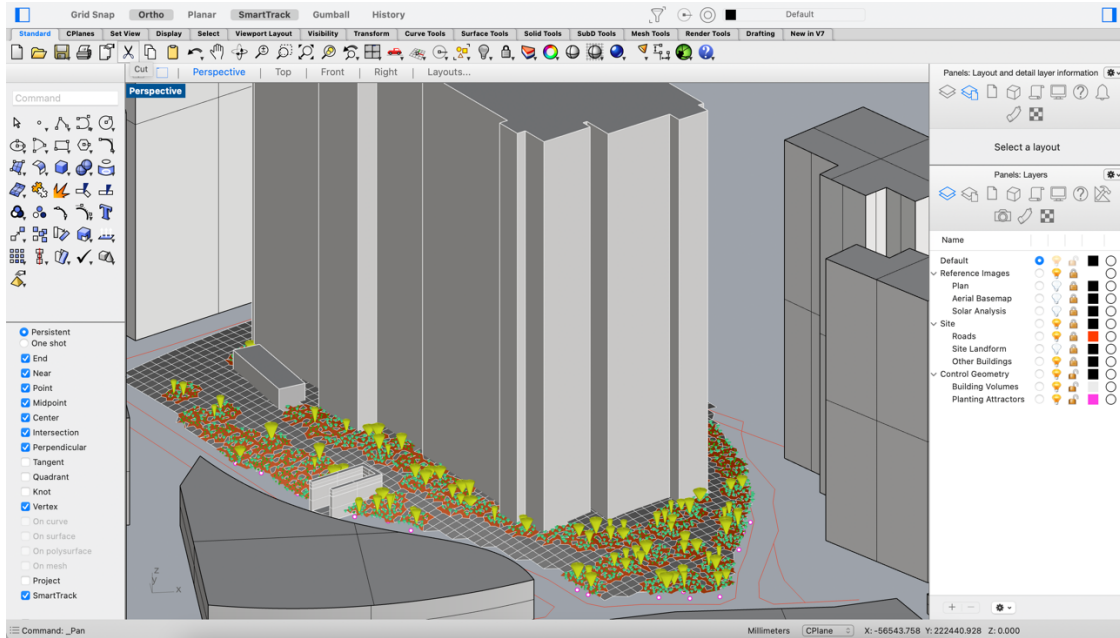 Grid Snap Ortho Planar SmartTrack Gumball History Default
Standard CPlanes Set View Display Select Viewport Layout Visibility Transform Curve Tools Surface Tools Solid Tools SubD Tools Mesh Tools Render Tools Drafting New in V7
Cut Perspective Top Front Right Layouts...
Perspective
Command
Persistent
One shot
End
Near
Point
Midpoint
Center
Intersection
Perpendicular
Tangent
Quadrant
Knot
Vertex
On curve
On surface
On polysurface
On mesh
Project
SmartTrack
z
y
x
Panels: Layout and detail layer information
Select a layout
Panels: Layers
Name
Default
Reference Images
Plan
Aerial Basemap
Solar Analysis
Site
Roads
Site Landform
Other Buildings
Control Geometry
Building Volumes
Planting Attractors
Command: _Pan Millimeters CPlane X: -56543.758 Y: 222440.928 Z: 0.000